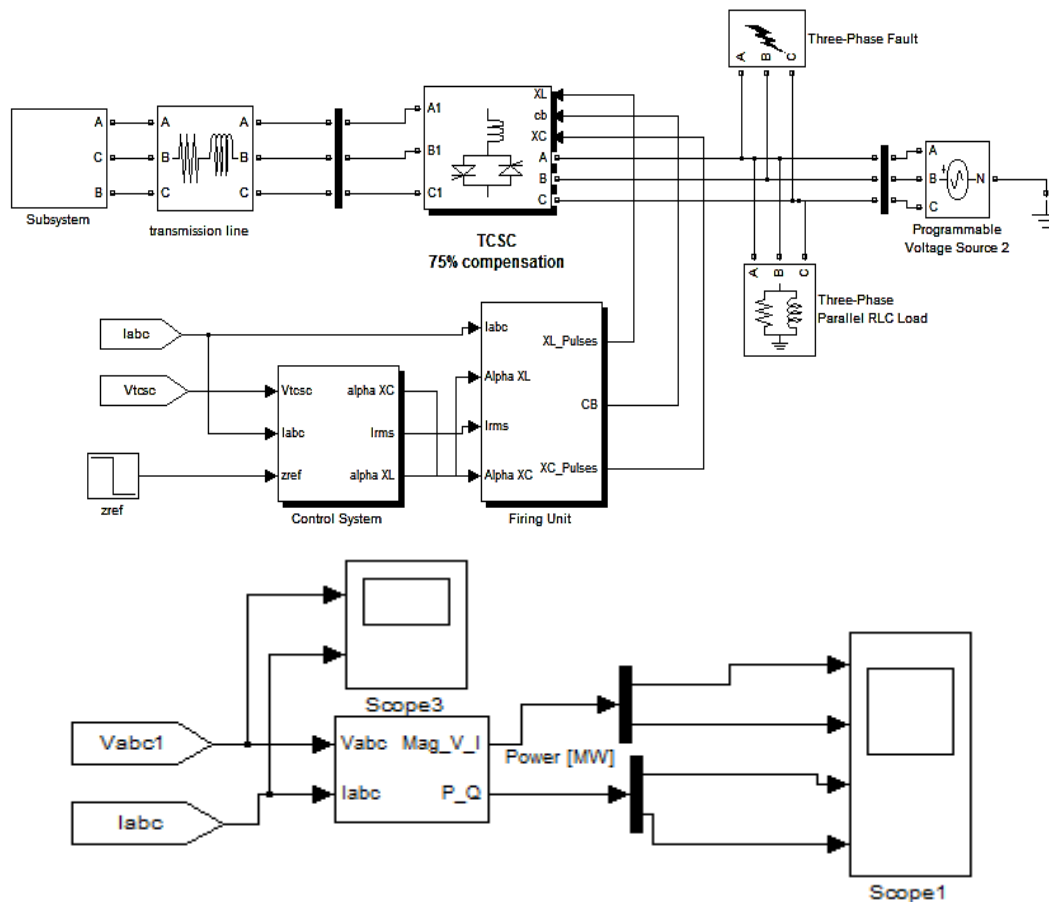 Three-Phase Fault
A B C
XL
cb
XC
A
B
C
A1
B1
C1
TCSC
75% compensation
A
C
B
Subsystem
A
B
C
A
B
C
transmission line
A
B
C
N
Programmable
Voltage Source 2
A B C
Three-Phase
Parallel RLC Load
Iabc
Vtcsc
zref
Vtcsc
Iabc
zref
alpha XC
Irms
alpha XL
Control System
Iabc
Alpha XL
Irms
Alpha XC
XL_Pulses
CB
XC_Pulses
Firing Unit
Scope3
Vabc1
Iabc
Vabc
Iabc
Mag_V_I
P_Q
Power [MW]
Scope1